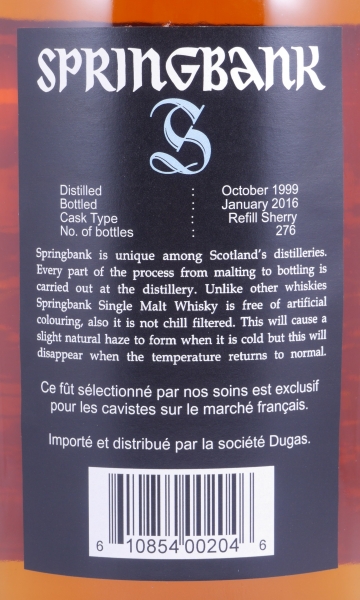 SPRINGBANK
S
Distilled : October 1999
Bottled : January 2016
Cask Type : Refill Sherry
No. of bottles : 276
Springbank is unique among Scotland's distilleries.
Every part of the process from malting to bottling is
carried out at the distillery. Unlike other whiskies
Springbank Single Malt Whisky is free of artificial
colouring, also it is not chill filtered. This will cause a
slight natural haze to form when it is cold but this will
disappear when the temperature returns to normal.
Ce fût sélectionné par nos soins est exclusif
pour les cavistes sur le marché français.
Importé et distribué par la société Dugas.
6 10854 00204 6